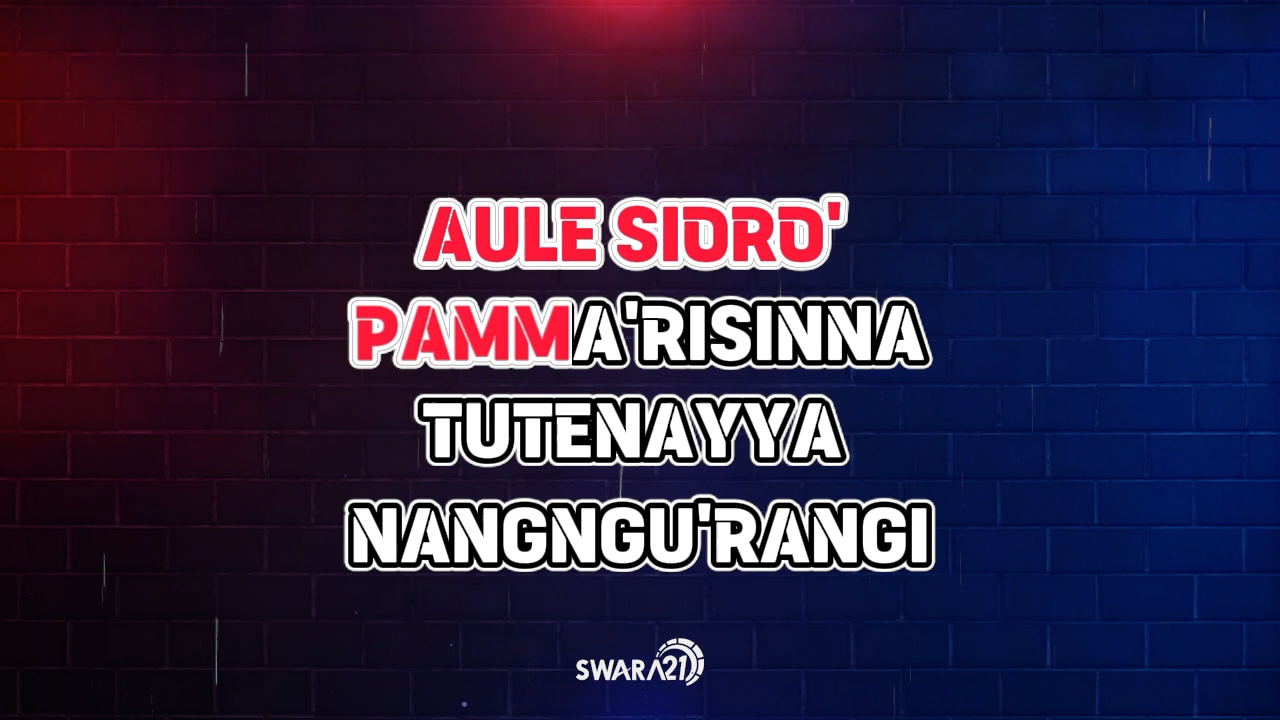 AULE SIORO'
PAMMA'RISINNA
TUTENAYYA
NANGNGU'RANGI
SWARA21